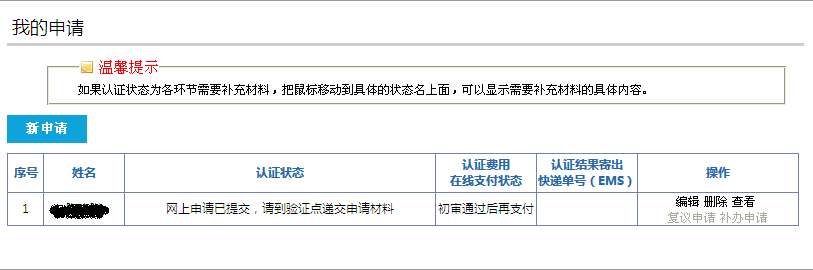 我的申请
温馨提示
如果认证状态为各环节需要补充材料，把鼠标移动到具体的状态名上面，可以显示需要补充材料的具体内容。
新申请
序号 姓名 认证状态 认证费用 在线支付状态 认证结果寄出 快递单号（EMS） 操作
1 网上申请已提交，请到验证点递交申请材料 初审通过后再支付 编辑 删除 查看
复议申请 补办申请